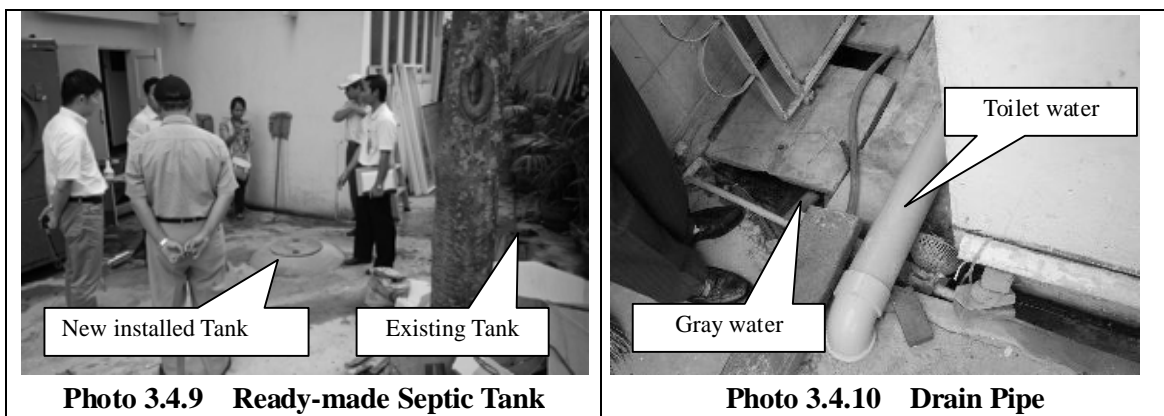 New installed Tank
Existing Tank
Photo 3.4.9 Ready-made Septic Tank
Toilet water
Gray water
Photo 3.4.10 Drain Pipe